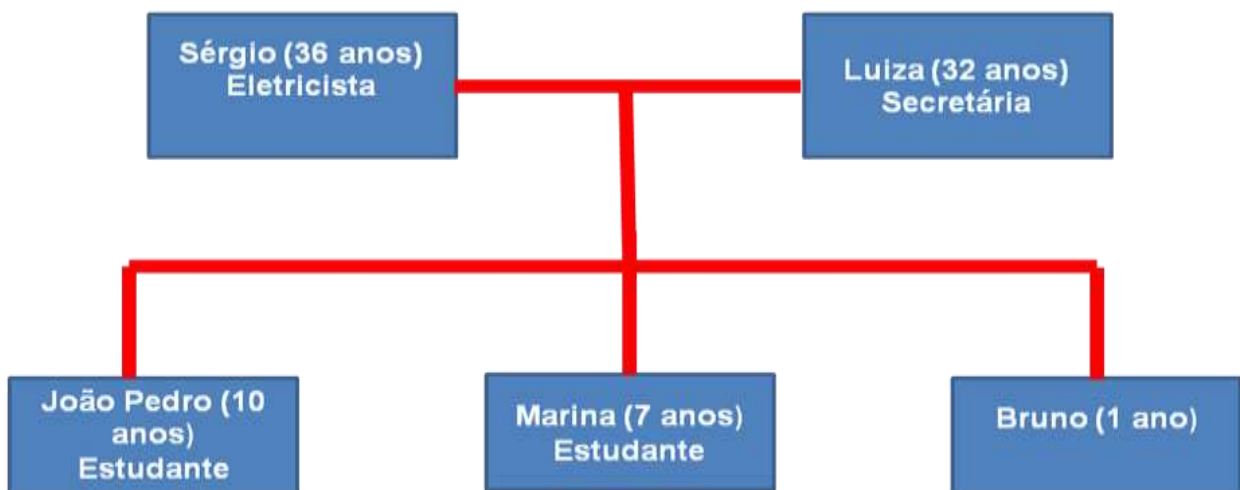 Sérgio (36 anos)
Eletricista
Luiza (32 anos)
Secretária
João Pedro (10
anos)
Estudante
Marina (7 anos)
Estudante
Bruno (1 ano)